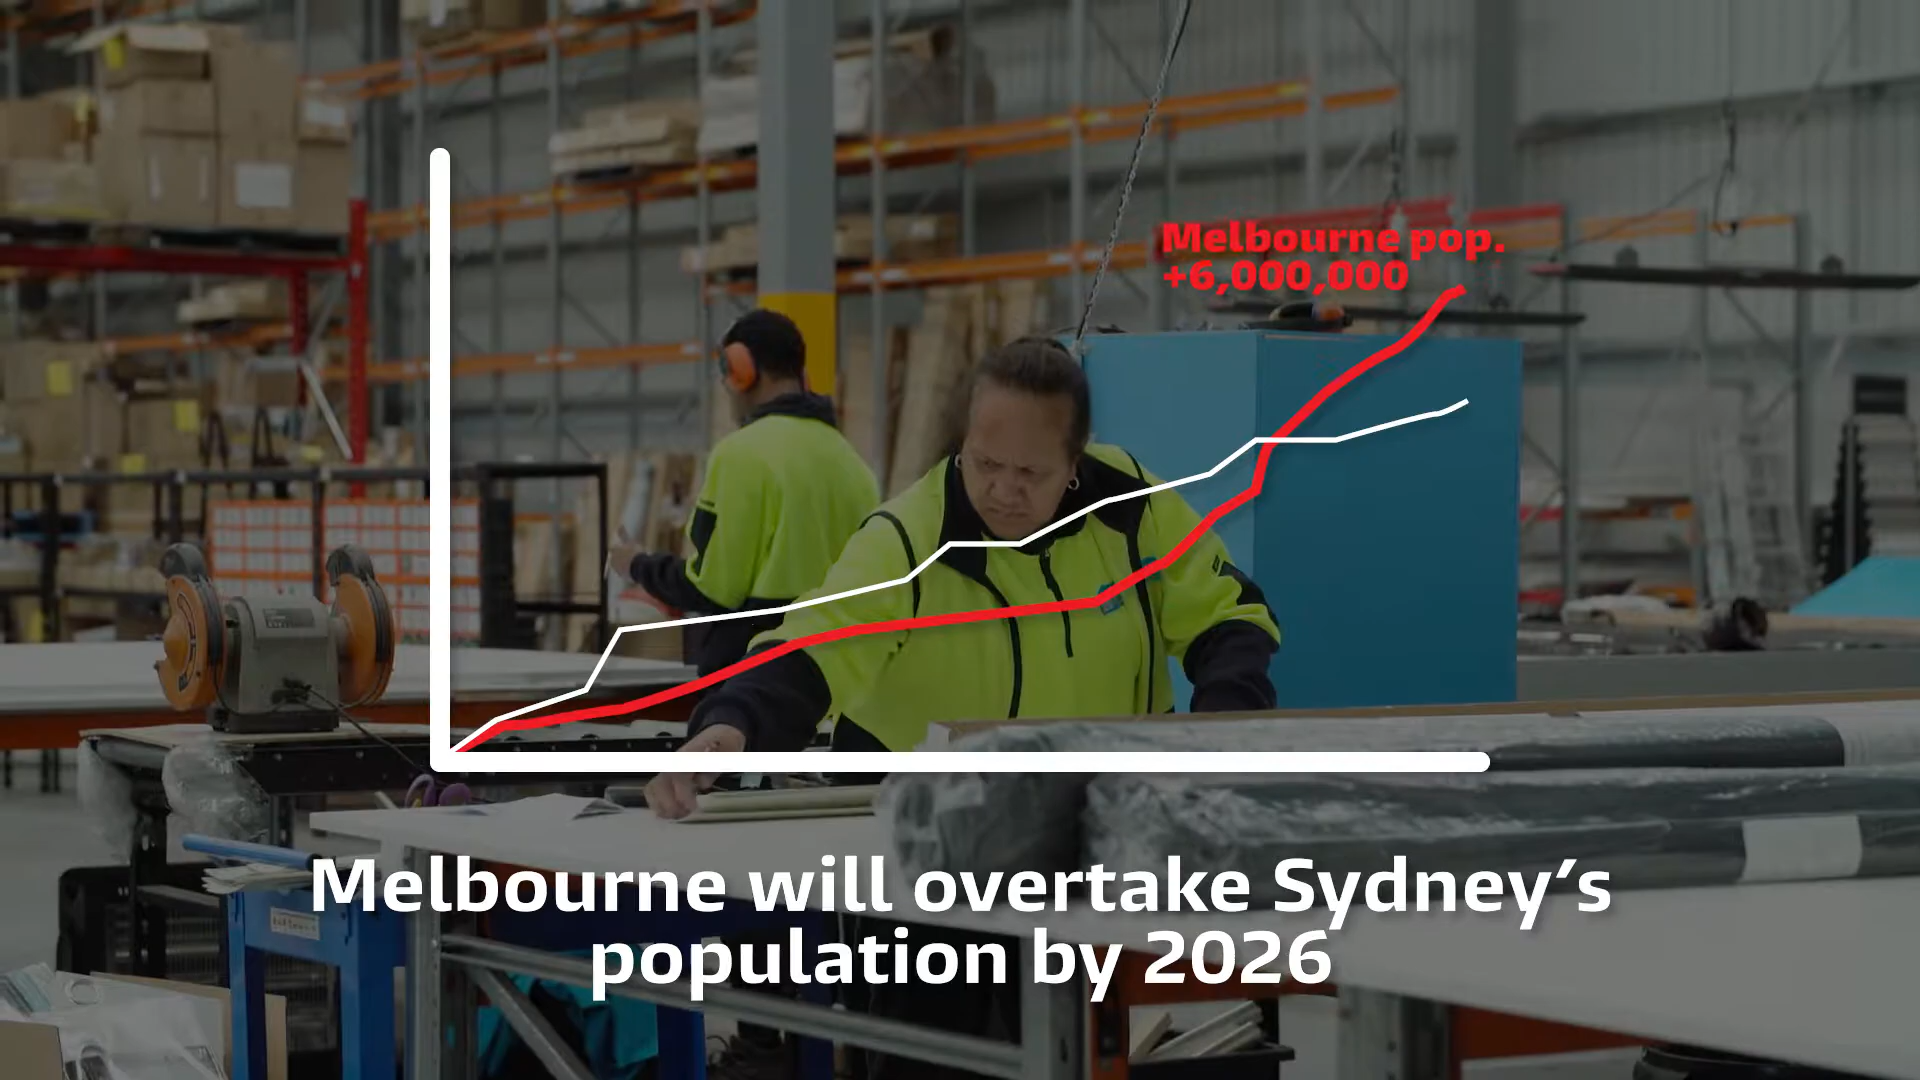 Melbourne pop.
+6,000,000
Melbourne will overtake Sydney's
population by 2026